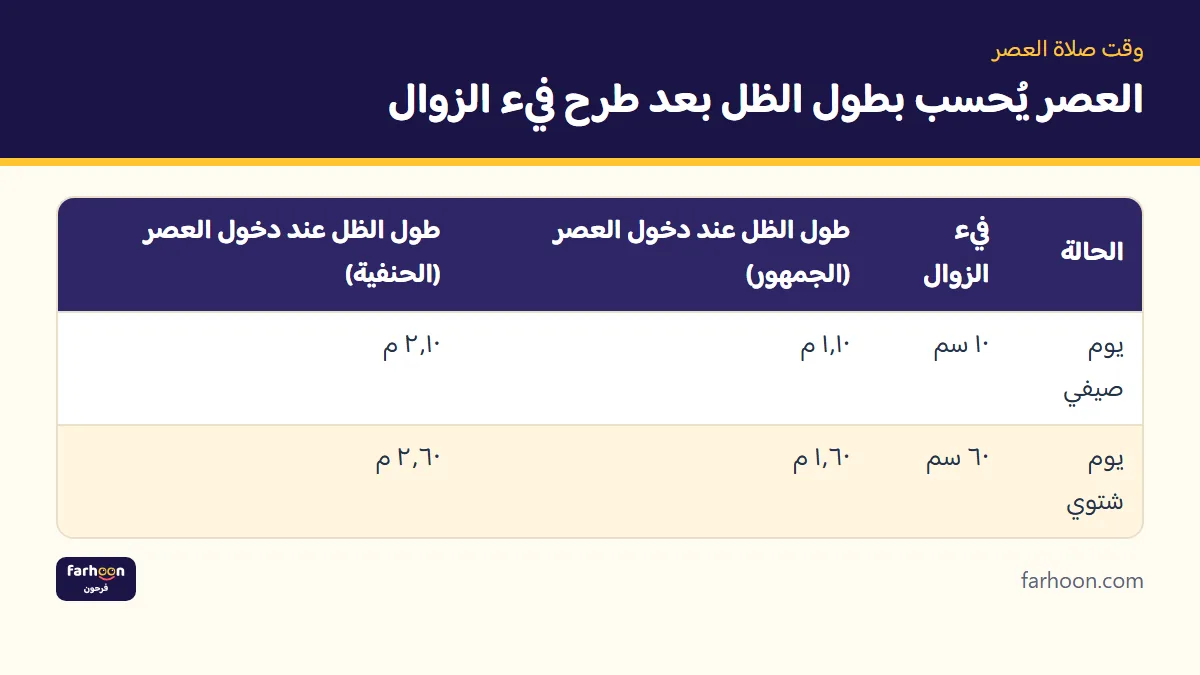 وقت صلاة العصر
العصر يُحسب بطول الظل بعد طرح فيء الزوال
الحالة
فيء
الزوال
طول الظل عند دخول العصر
(الجمهور)
طول الظل عند دخول العصر
(الحنفية)
يوم
صيفي
١٠ سم
١,١٠ م
٢,١٠ م
يوم
شتوي
٦٠ سم
١,٦٠ م
٢,٦٠ م
farhoon.com
farhoon
فرحون